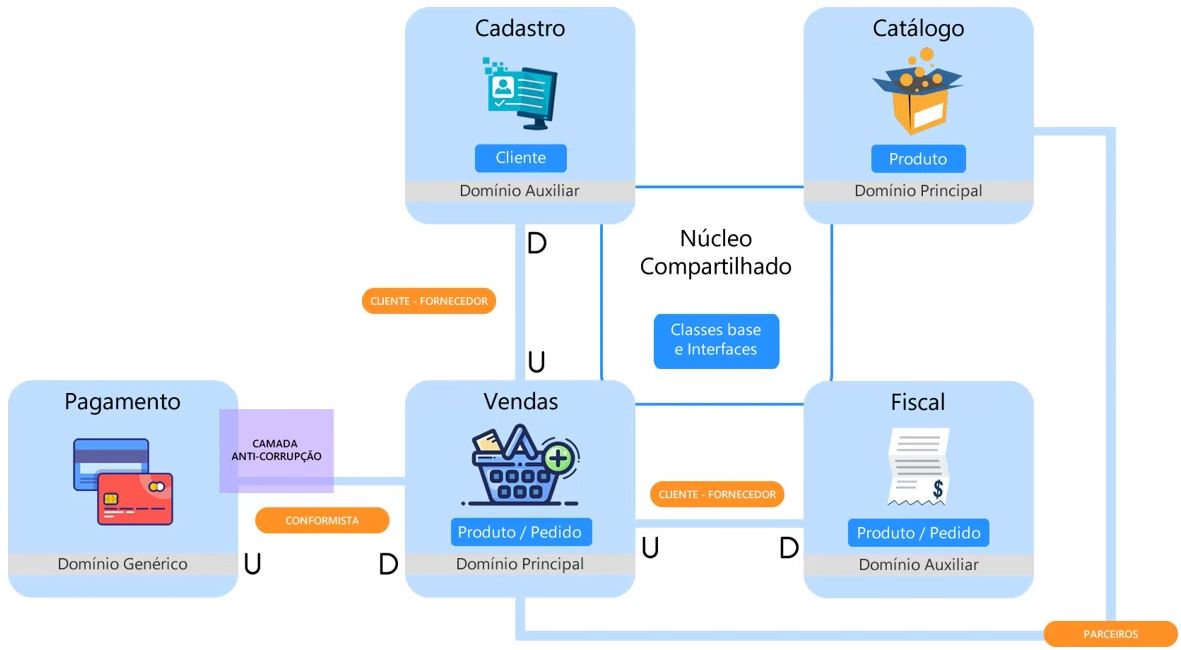 Cadastro
Cliente
Domínio Auxiliar
Catálogo
Produto
Domínio Principal
D
Núcleo
Compartilhado
CLIENTE - FORNECEDOR
Classes base
e Interfaces
U
Pagamento
Domínio Genérico
CAMADA
ANTI-CORRUPÇÃO
CONFORMISTA
U
D
Vendas
Produto / Pedido
Domínio Principal
CLIENTE - FORNECEDOR
U
D
Fiscal
$
Produto / Pedido
Domínio Auxiliar
PARCEIROS